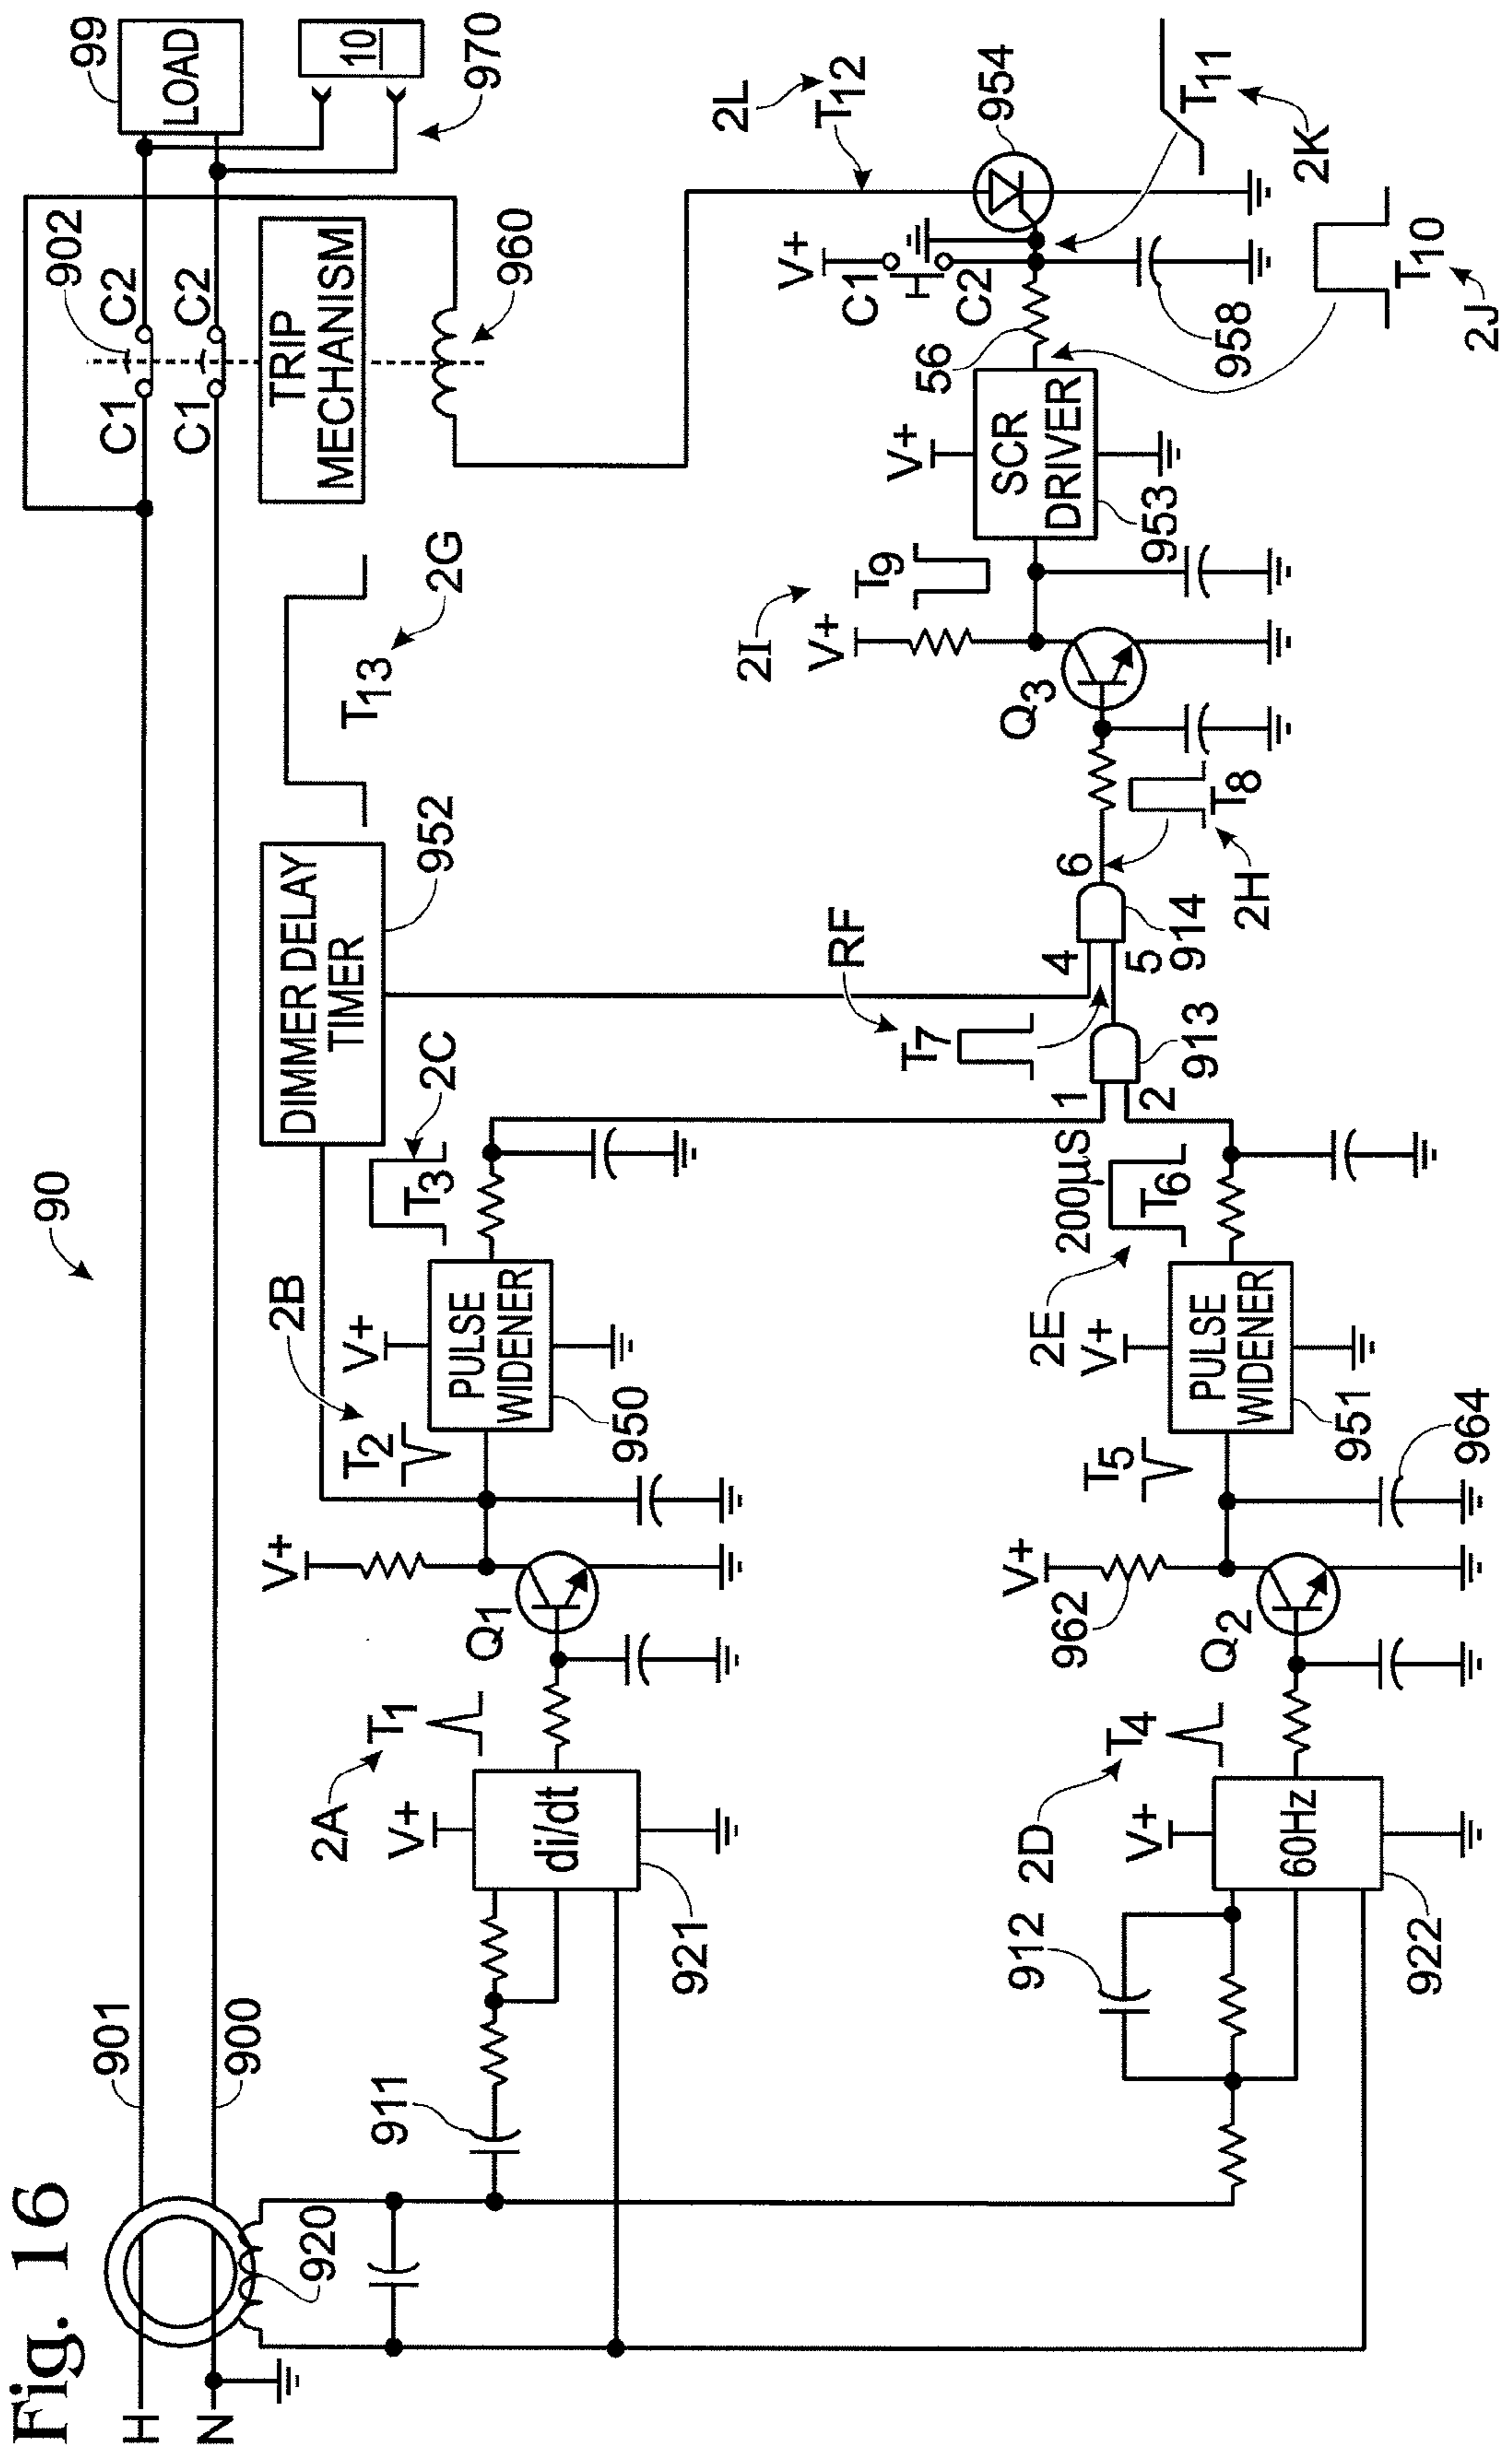 Fig. 16
90
H
N
901
900
920
902
C1
C2
C1
C2
99
LOAD
10
970
TRIP
MECHANISM
960
911
di/dt
V+
921
2A
T1
Q1
V+
T2
2B
V+
PULSE
WIDENER
950
T3
2C
DIMMER DELAY
TIMER
952
T13
2G
912
60Hz
V+
922
2D
T4
Q2
V+
962
964
T5
V+
PULSE
WIDENER
951
2E
200µS
T6
1
2
913
T7
RF
4
5
6
914
T8
2H
Q3
V+
2I
T9
V+
SCR
DRIVER
953
56
V+
C1
C2
H
958
954
2L
T12
T11
2K
T10
2J